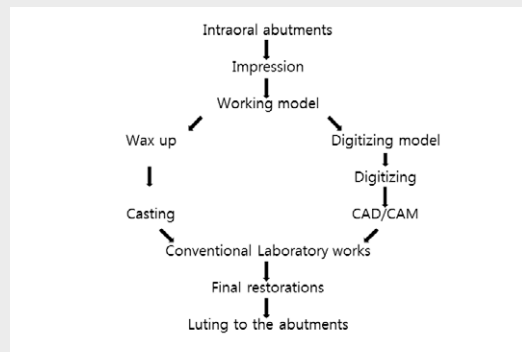 Intraoral abutments
Impression
Working model
Wax up
Digitizing model
Digitizing
Casting
CAD/CAM
Conventional Laboratory works
Final restorations
Luting to the abutments